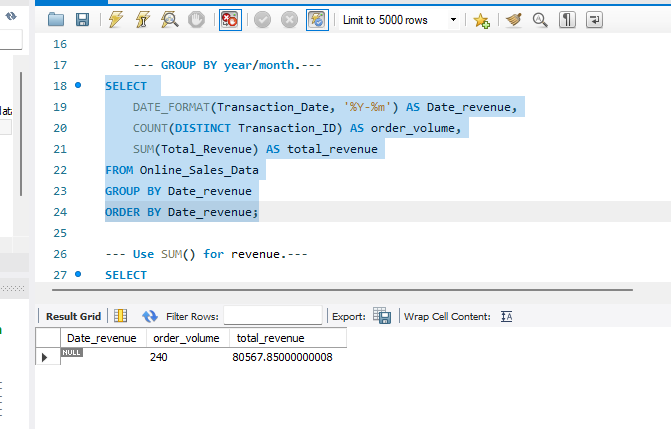 Limit to 5000 rows
16
17 --- GROUP BY year/month.---
18 SELECT
19 DATE_FORMAT(Transaction_Date, '%Y-%m') AS Date_revenue,
20 COUNT(DISTINCT Transaction_ID) AS order_volume,
21 SUM(Total_Revenue) AS total_revenue
22 FROM Online_Sales_Data
23 GROUP BY Date_revenue
24 ORDER BY Date_revenue;
25
26 --- Use SUM() for revenue.---
27 SELECT
Result Grid Filter Rows: Export: Wrap Cell Content: IA
Date_revenue order_volume total_revenue
NULL 240 80567.85000000008